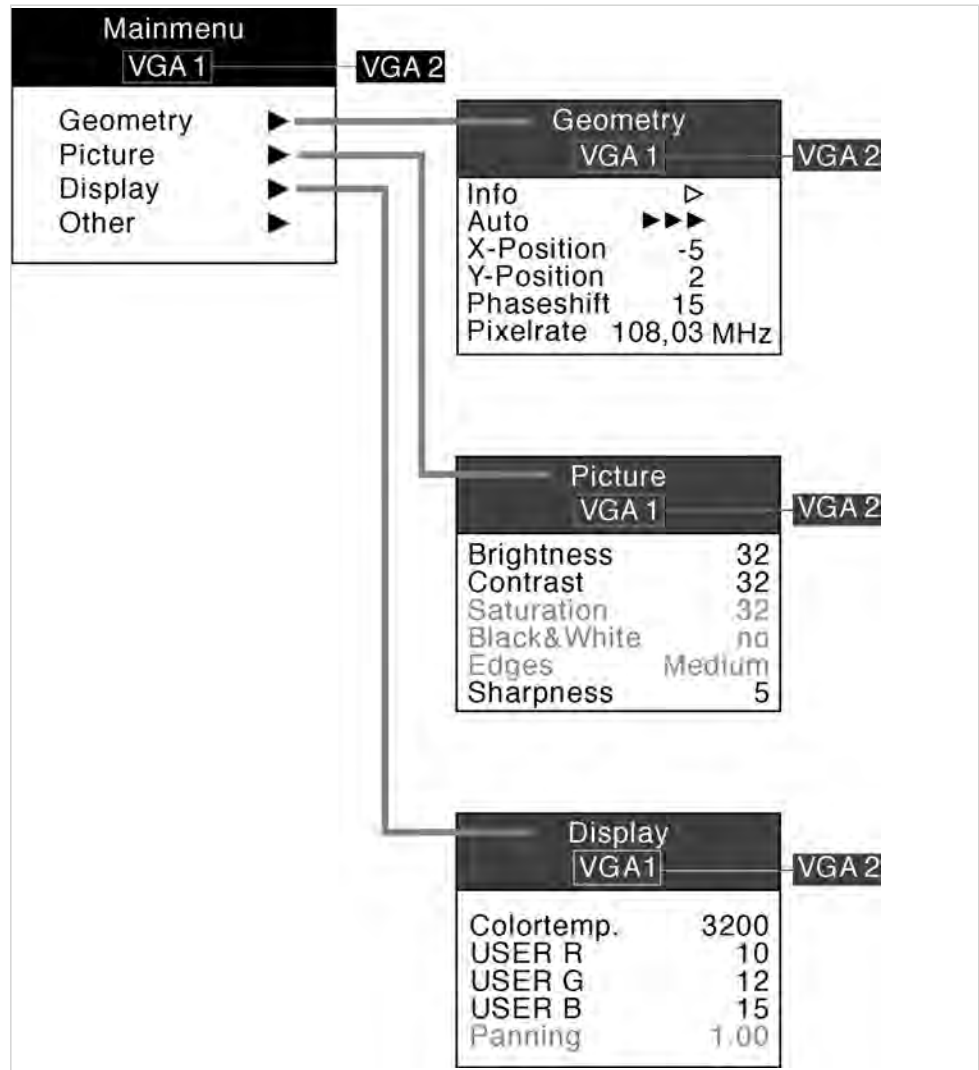 Mainmenu
VGA 1 VGA 2
Geometry ▶
Picture ▶
Display ▶
Other ▶
Geometry
VGA 1 VGA 2
Info ▷
Auto ▶▶▶
X-Position -5
Y-Position 2
Phaseshift 15
Pixelrate 108,03 MHz
Picture
VGA 1 VGA 2
Brightness 32
Contrast 32
Saturation 32
Black&White no
Edges Medium
Sharpness 5
Display
VGA1 VGA 2
Colortemp. 3200
USER R 10
USER G 12
USER B 15
Panning 1.00